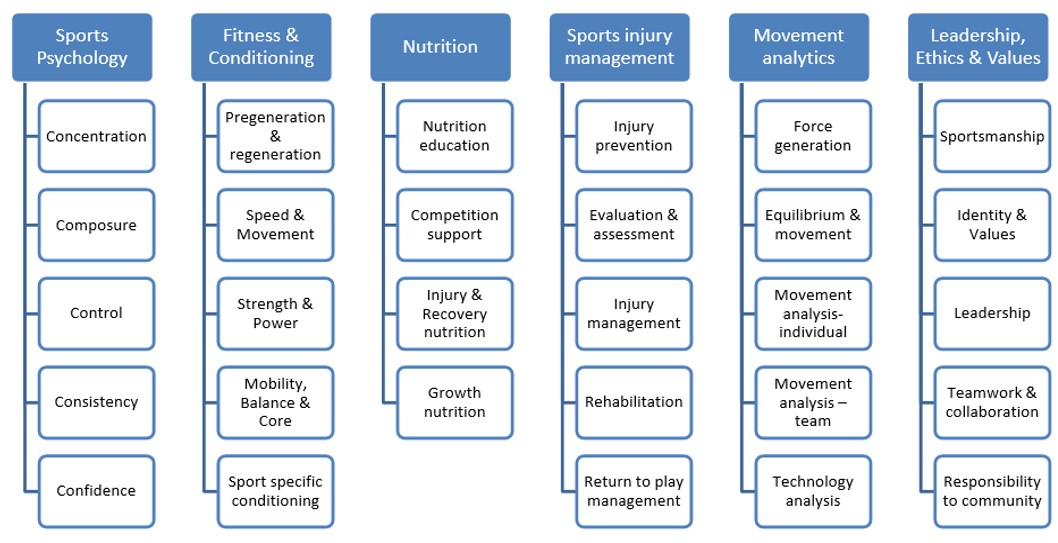 Sports
Psychology
Concentration
Composure
Control
Consistency
Confidence
Fitness &
Conditioning
Pregeneration
&
regeneration
Speed &
Movement
Strength &
Power
Mobility,
Balance &
Core
Sport specific
conditioning
Nutrition
Nutrition
education
Competition
support
Injury &
Recovery
nutrition
Growth
nutrition
Sports injury
management
Injury
prevention
Evaluation &
assessment
Injury
management
Rehabilitation
Return to play
management
Movement
analytics
Force
generation
Equilibrium &
movement
Movement
analysis-
individual
Movement
analysis –
team
Technology
analysis
Leadership,
Ethics & Values
Sportsmanship
Identity &
Values
Leadership
Teamwork &
collaboration
Responsibility
to community